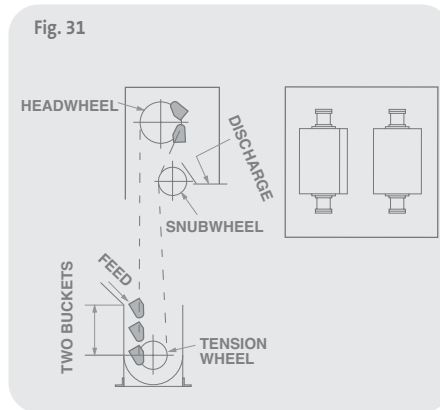 Fig. 31
HEADWHEEL
DISCHARGE
SNUBWHEEL
FEED
TWO BUCKETS
TENSION
WHEEL